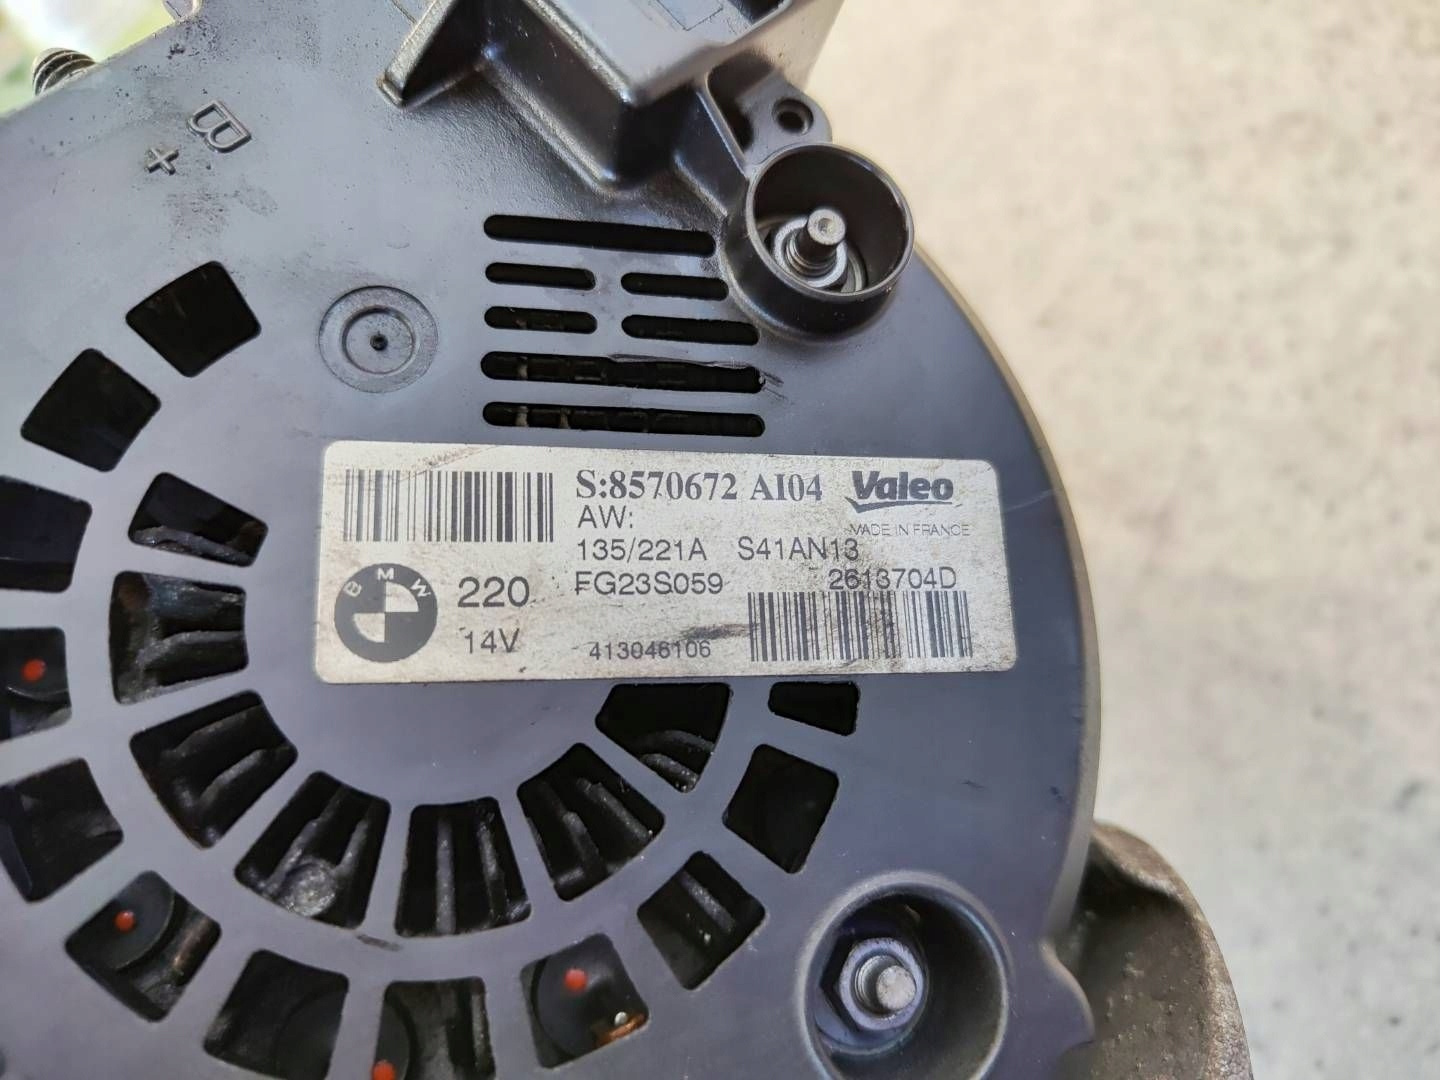 B
+
S:8570672 AI04 Valeo
AW: MADE IN FRANCE
135/221A S41AN13
BMW 220 FG23S059 2613704D
14V 413046106